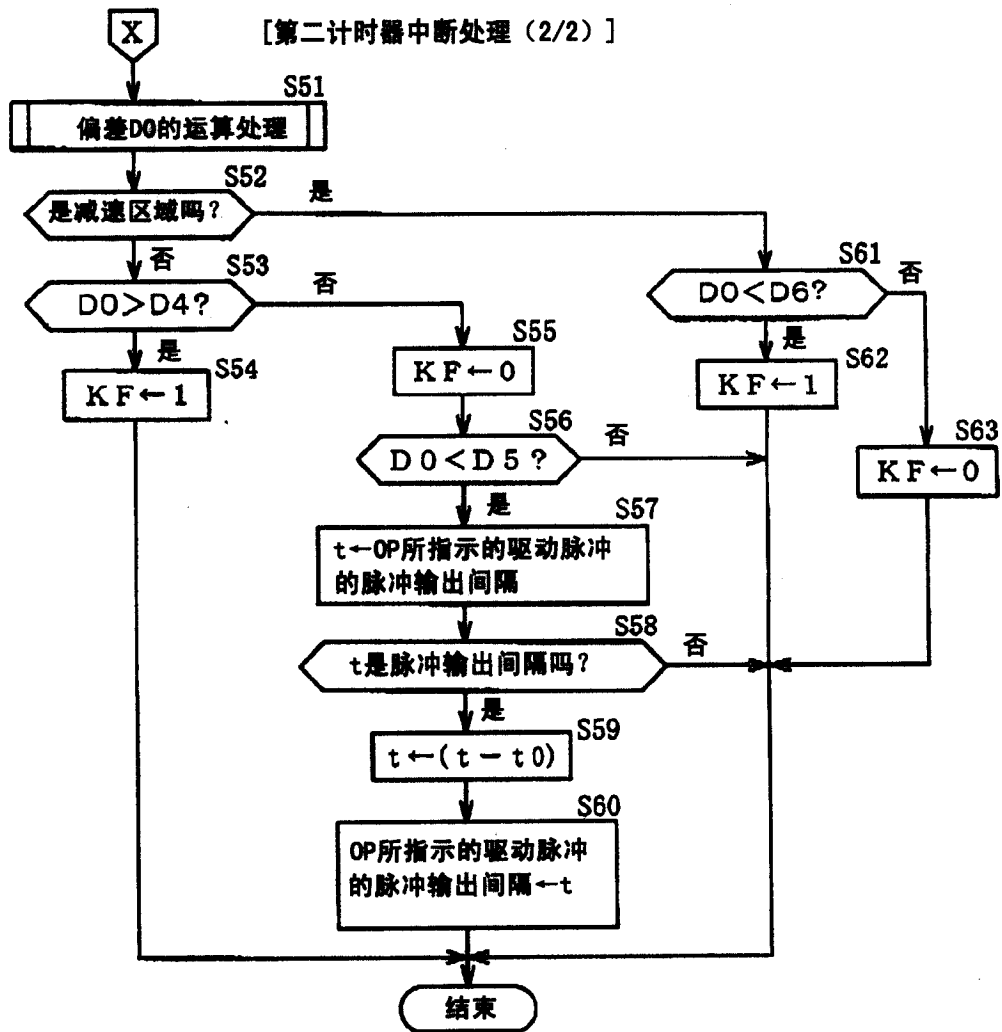 X
[第二计时器中断处理（2/2）]
S51
偏差D0的运算处理
S52
是减速区域吗？
是
否
S53
D0＞D4？
否
是
S54
KF←1
S55
KF←0
S56
D0＜D5？
否
是
S57
t←OP所指示的驱动脉冲
的脉冲输出间隔
S58
t是脉冲输出间隔吗？
否
是
S59
t←(t－t0)
S60
OP所指示的驱动脉冲
的脉冲输出间隔←t
S61
D0＜D6？
否
是
S62
KF←1
S63
KF←0
结束